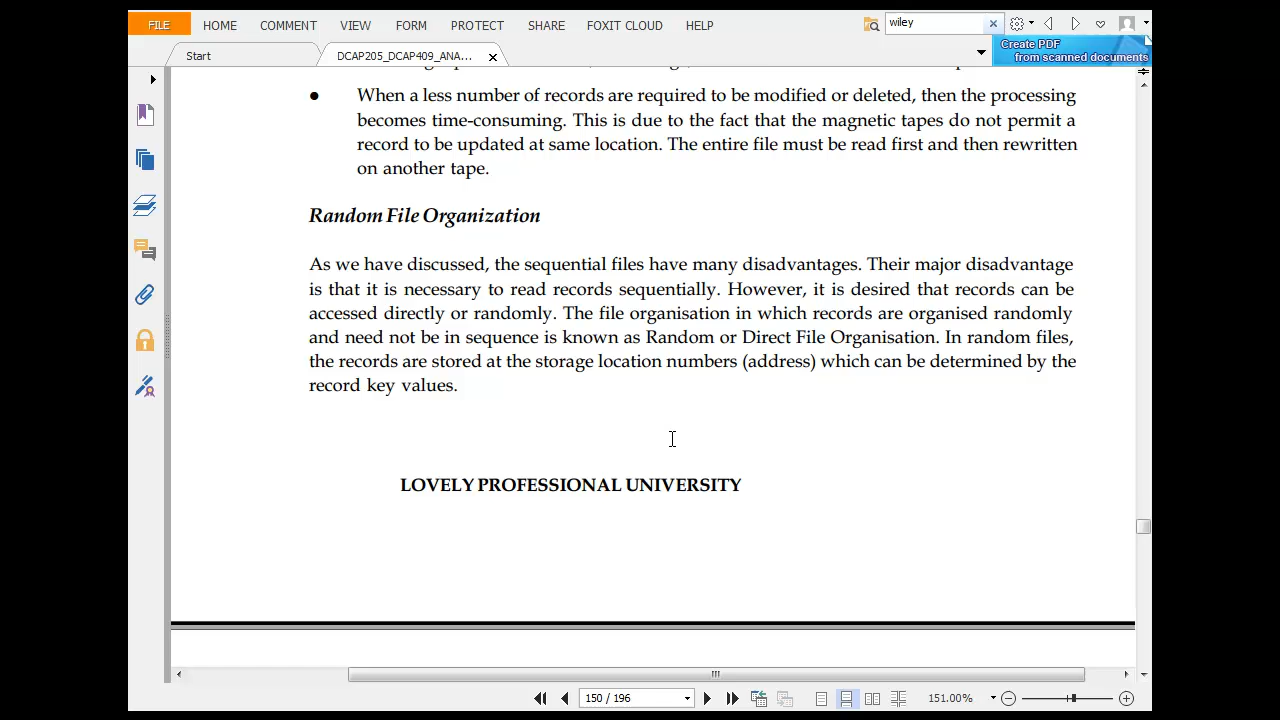 FILE HOME COMMENT VIEW FORM PROTECT SHARE FOXIT CLOUD HELP wiley
Start DCAP205_DCAP409_ANA... Create PDF
from scanned documents
● When a less number of records are required to be modified or deleted, then the processing
becomes time-consuming. This is due to the fact that the magnetic tapes do not permit a
record to be updated at same location. The entire file must be read first and then rewritten
on another tape.
Random File Organization
As we have discussed, the sequential files have many disadvantages. Their major disadvantage
is that it is necessary to read records sequentially. However, it is desired that records can be
accessed directly or randomly. The file organisation in which records are organised randomly
and need not be in sequence is known as Random or Direct File Organisation. In random files,
the records are stored at the storage location numbers (address) which can be determined by the
record key values.
LOVELY PROFESSIONAL UNIVERSITY
150 / 196 151.00%